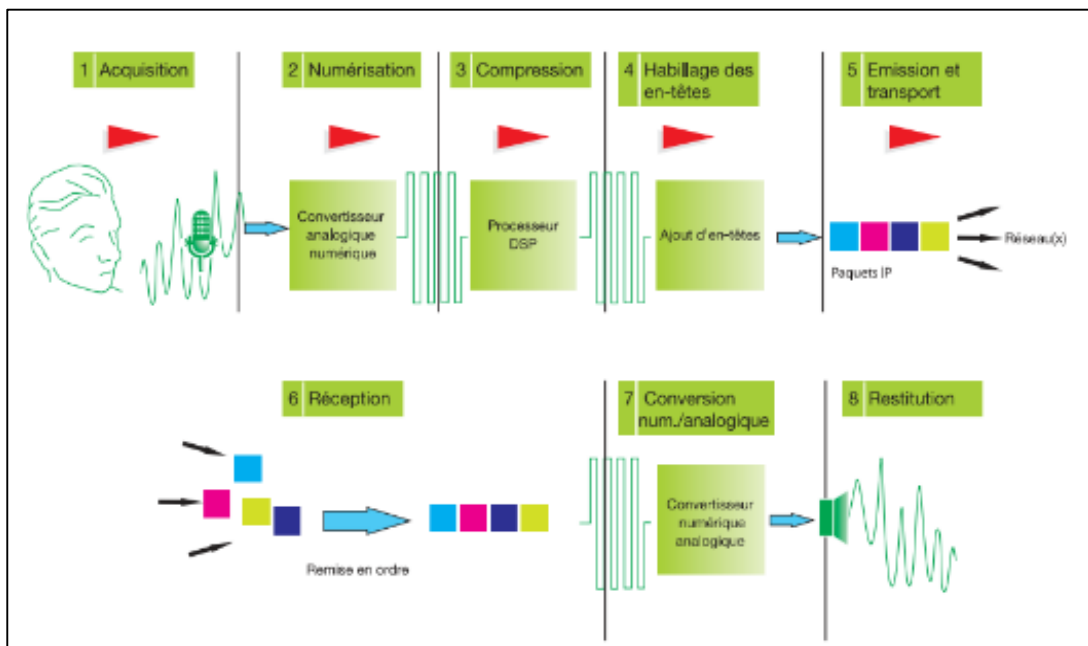 1 Acquisition
2 Numérisation
3 Compression
4 Habillage des
en-têtes
5 Emission et
transport
Convertisseur
analogique
numérique
Processeur
DSP
Ajout d'en-têtes
Paquets IP
Réseau(x)
6 Réception
7 Conversion
num./analogique
8 Restitution
Remise en ordre
Convertisseur
numérique
analogique